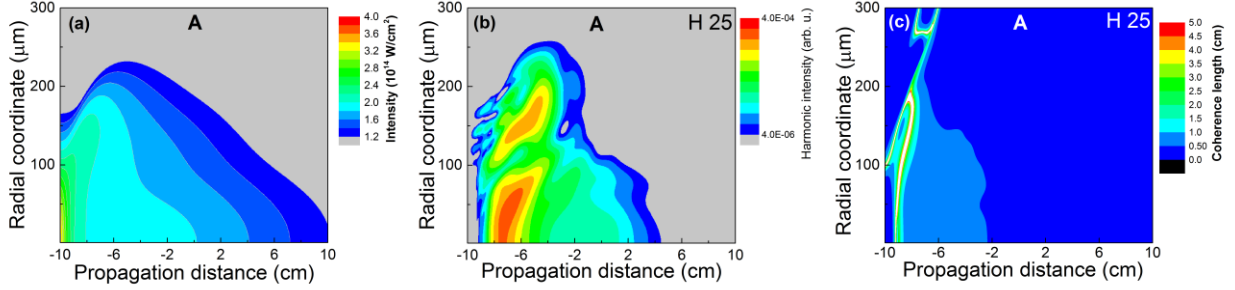 (a) A
Radial coordinate (μm)
300
200
100
0
-10 -6 -2 2 6 10
Propagation distance (cm)
4.0
3.6
3.2
2.8
2.4
2.0
1.6
1.2
Intensity (10¹⁴ W/cm²)
(b) A H 25
Radial coordinate (μm)
300
200
100
0
-10 -6 -2 2 6 10
Propagation distance (cm)
4.0E-04
4.0E-06
Harmonic intensity (arb. u.)
(c) A H 25
Radial coordinate (μm)
300
200
100
0
-10 -6 -2 2 6 10
Propagation distance (cm)
5.0
4.5
4.0
3.5
3.0
2.5
2.0
1.5
1.0
0.50
0.0
Coherence length (cm)